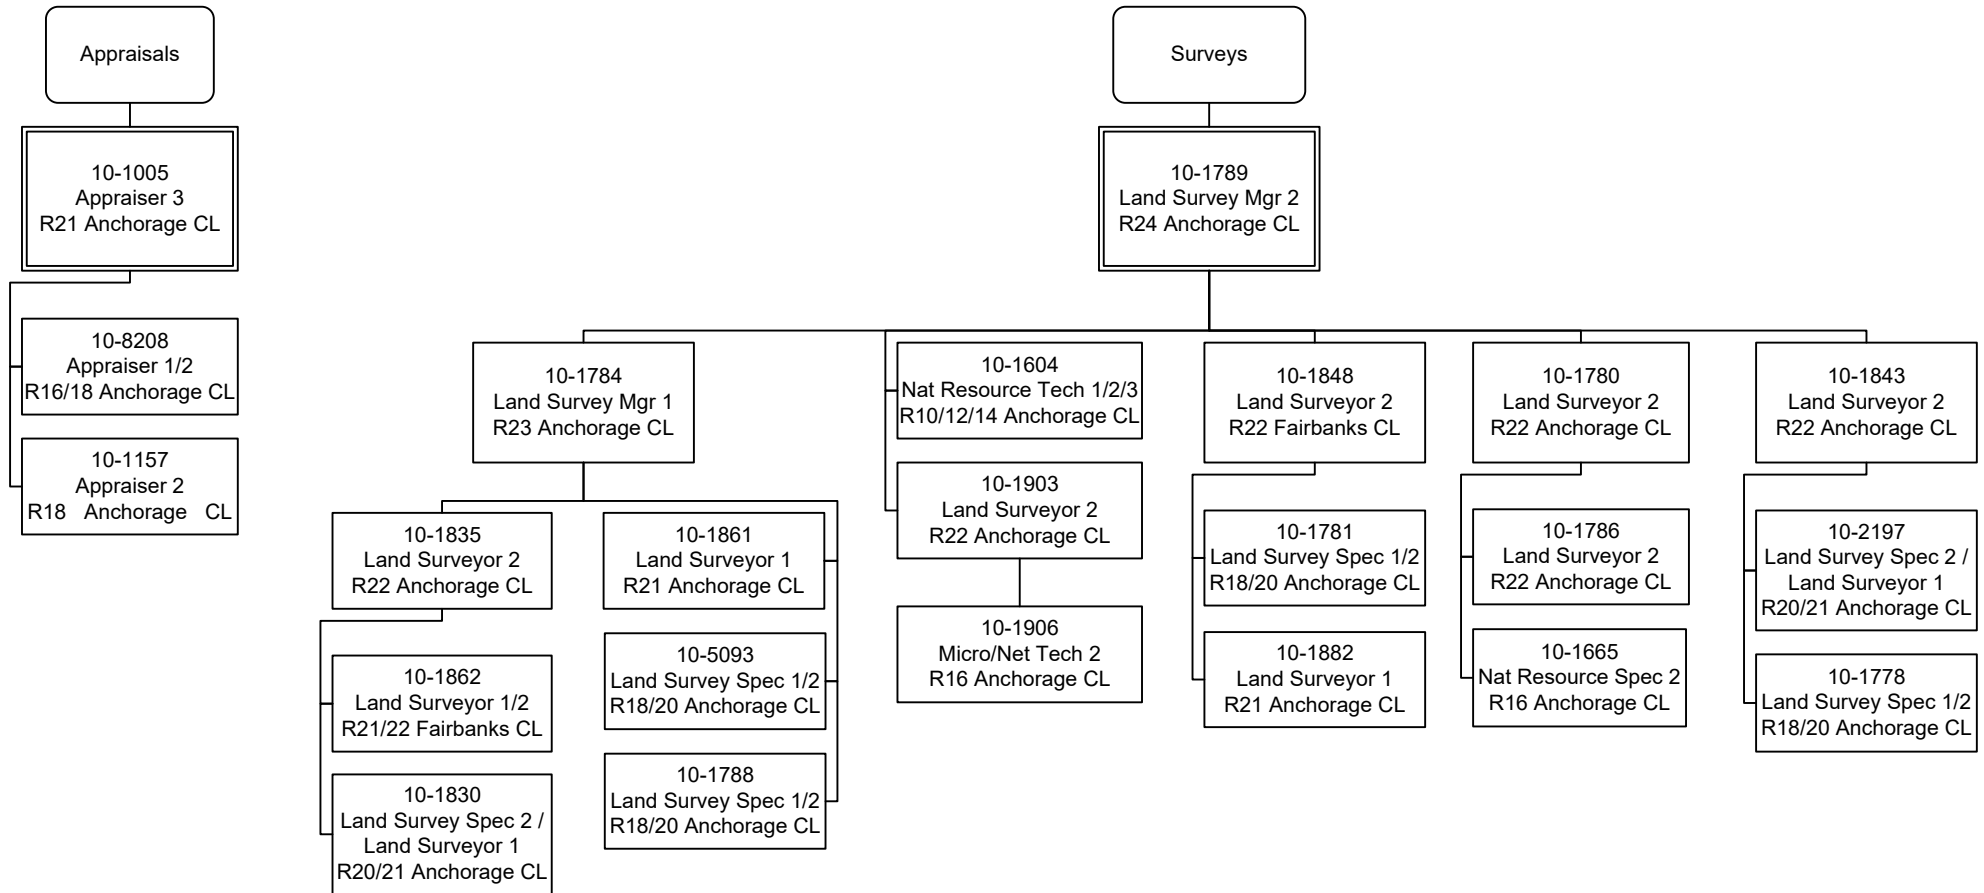 Appraisals
10-1005
Appraiser 3
R21 Anchorage CL
10-8208
Appraiser 1/2
R16/18 Anchorage CL
10-1157
Appraiser 2
R18 Anchorage CL
Surveys
10-1789
Land Survey Mgr 2
R24 Anchorage CL
10-1784
Land Survey Mgr 1
R23 Anchorage CL
10-1835
Land Surveyor 2
R22 Anchorage CL
10-1862
Land Surveyor 1/2
R21/22 Fairbanks CL
10-1830
Land Survey Spec 2 /
Land Surveyor 1
R20/21 Anchorage CL
10-1861
Land Surveyor 1
R21 Anchorage CL
10-5093
Land Survey Spec 1/2
R18/20 Anchorage CL
10-1788
Land Survey Spec 1/2
R18/20 Anchorage CL
10-1604
Nat Resource Tech 1/2/3
R10/12/14 Anchorage CL
10-1903
Land Surveyor 2
R22 Anchorage CL
10-1906
Micro/Net Tech 2
R16 Anchorage CL
10-1848
Land Surveyor 2
R22 Fairbanks CL
10-1781
Land Survey Spec 1/2
R18/20 Anchorage CL
10-1882
Land Surveyor 1
R21 Anchorage CL
10-1780
Land Surveyor 2
R22 Anchorage CL
10-1786
Land Surveyor 2
R22 Anchorage CL
10-1665
Nat Resource Spec 2
R16 Anchorage CL
10-1843
Land Surveyor 2
R22 Anchorage CL
10-2197
Land Survey Spec 2 /
Land Surveyor 1
R20/21 Anchorage CL
10-1778
Land Survey Spec 1/2
R18/20 Anchorage CL